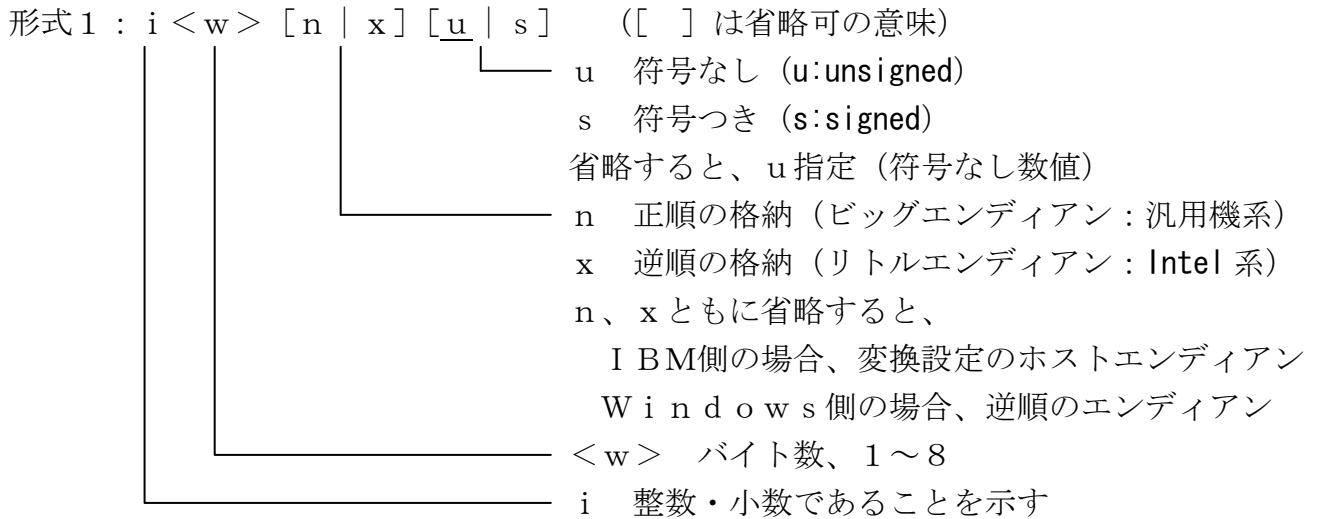 形式１：ｉ＜ｗ＞［ｎ｜ｘ］［ｕ｜ｓ］　　（［　］は省略可の意味）
ｕ　符号なし（u:unsigned）
ｓ　符号つき（s:signed）
省略すると、ｕ指定（符号なし数値）
ｎ　正順の格納（ビッグエンディアン：汎用機系）
ｘ　逆順の格納（リトルエンディアン：Intel 系）
ｎ、ｘともに省略すると、
ＩＢＭ側の場合、変換設定のホストエンディアン
Ｗｉｎｄｏｗｓ側の場合、逆順のエンディアン
＜ｗ＞　バイト数、１～８
ｉ　整数・小数であることを示す